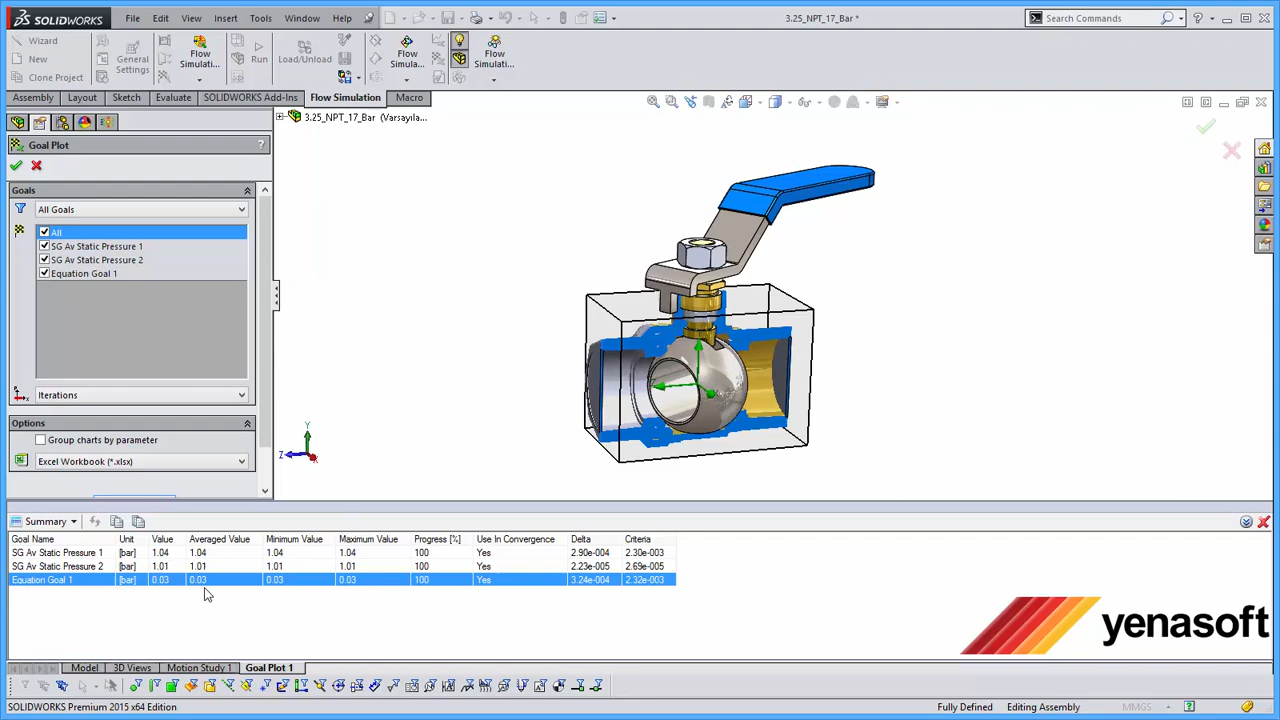 SOLIDWORKS File Edit View Insert Tools Window Help 3.25_NPT_17_Bar * Search Commands
Wizard
New
Clone Project
General
Settings
Flow
Simulati...
Run
Load/Unload
Flow
Simula...
Flow
Simulati...
Assembly Layout Sketch Evaluate SOLIDWORKS Add-Ins Flow Simulation Macro
3.25_NPT_17_Bar (Varsayıla...
Goal Plot ?
Goals
All Goals
All
SG Av Static Pressure 1
SG Av Static Pressure 2
Equation Goal 1
Iterations
Options
Group charts by parameter
Excel Workbook (*.xlsx)
Y
Z
X
Summary
Goal Name Unit Value Averaged Value Minimum Value Maximum Value Progress [%] Use In Convergence Delta Criteria
SG Av Static Pressure 1 [bar] 1.04 1.04 1.04 1.04 100 Yes 2.90e-004 2.30e-003
SG Av Static Pressure 2 [bar] 1.01 1.01 1.01 1.01 100 Yes 2.23e-005 2.69e-005
Equation Goal 1 [bar] 0.03 0.03 0.03 0.03 100 Yes 3.24e-004 2.32e-003
yenasoft
Model 3D Views Motion Study 1 Goal Plot 1
SOLIDWORKS Premium 2015 x64 Edition Fully Defined Editing Assembly MMGS